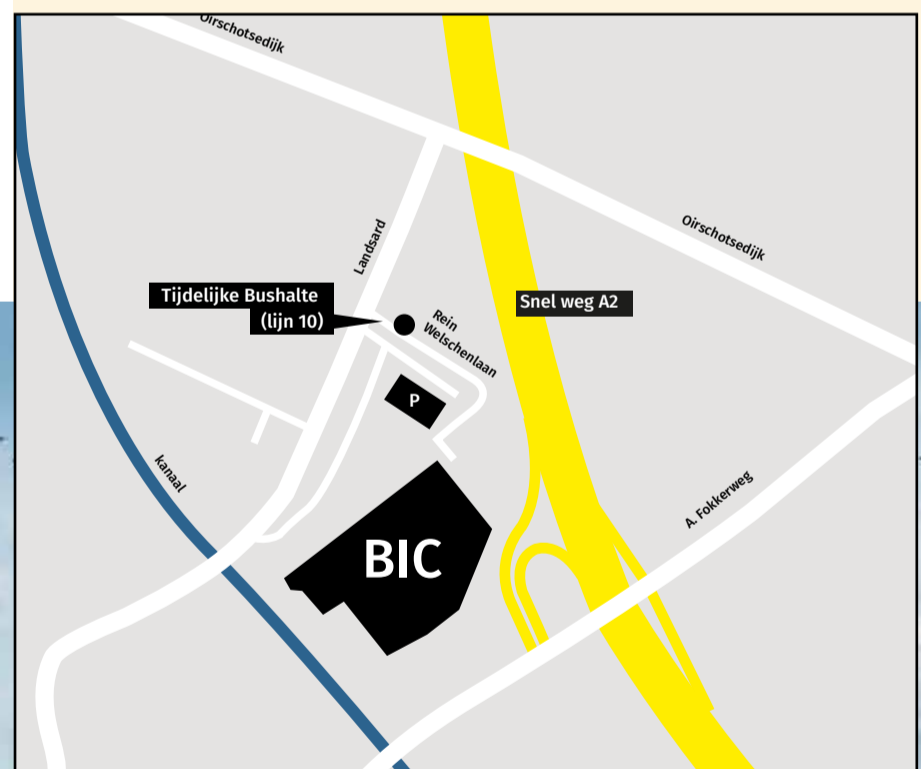 Oirschotsedijk
Oirschotsedijk
Landsard
Tijdelijke Bushalte
(lijn 10)
Snel weg A2
Rein
Welschenlaan
P
kanaal
A. Fokkerweg
BIC